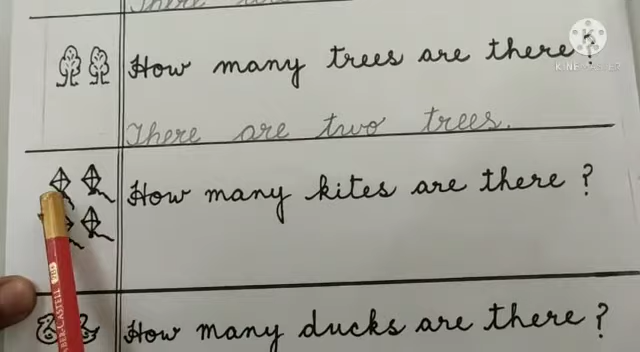 There
How many trees are there?
There are two trees.
How many kites are there?
How many ducks are there?